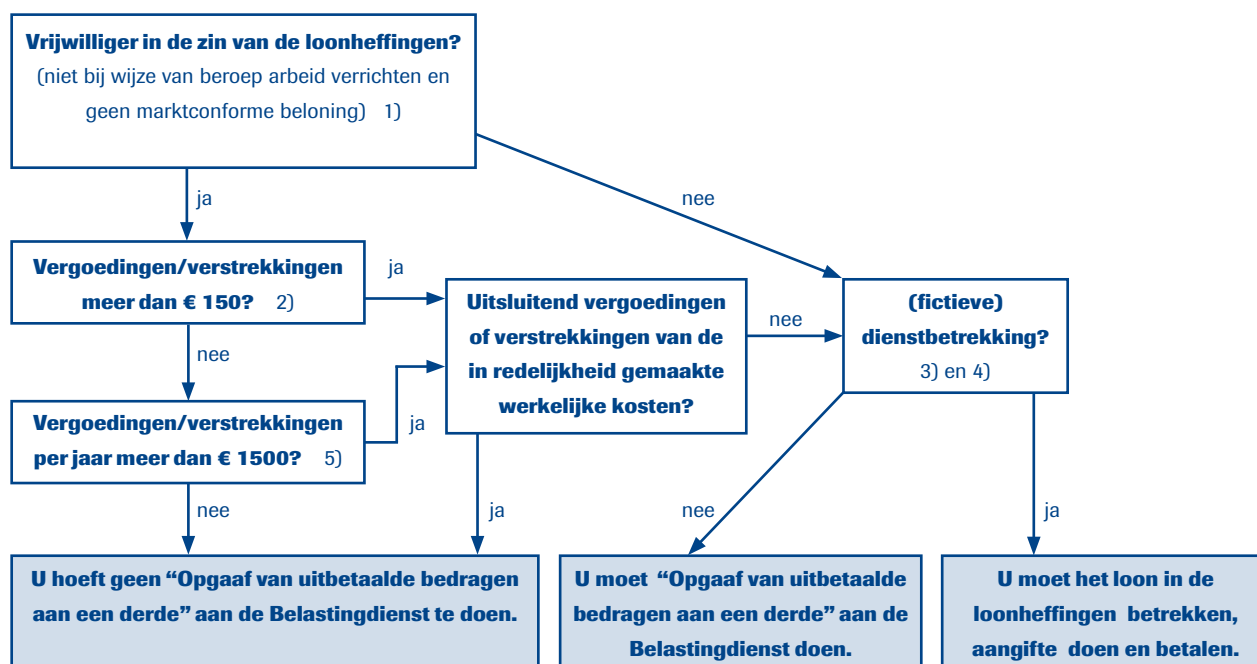 Vrijwilliger in de zin van de loonheffingen?
(niet bij wijze van beroep arbeid verrichten en
geen marktconforme beloning) 1)
ja
nee
Vergoedingen/verstrekkingen
meer dan € 150? 2)
ja
nee
Vergoedingen/verstrekkingen
per jaar meer dan € 1500? 5)
ja
nee
Uitsluitend vergoedingen
of verstrekkingen van de
in redelijkheid gemaakte
werkelijke kosten?
nee
ja
(fictieve)
dienstbetrekking?
3) en 4)
nee
ja
U hoeft geen “Opgaaf van uitbetaalde bedragen
aan een derde” aan de Belastingdienst te doen.
U moet “Opgaaf van uitbetaalde
bedragen aan een derde” aan de
Belastingdienst doen.
U moet het loon in de
loonheffingen betrekken,
aangifte doen en betalen.